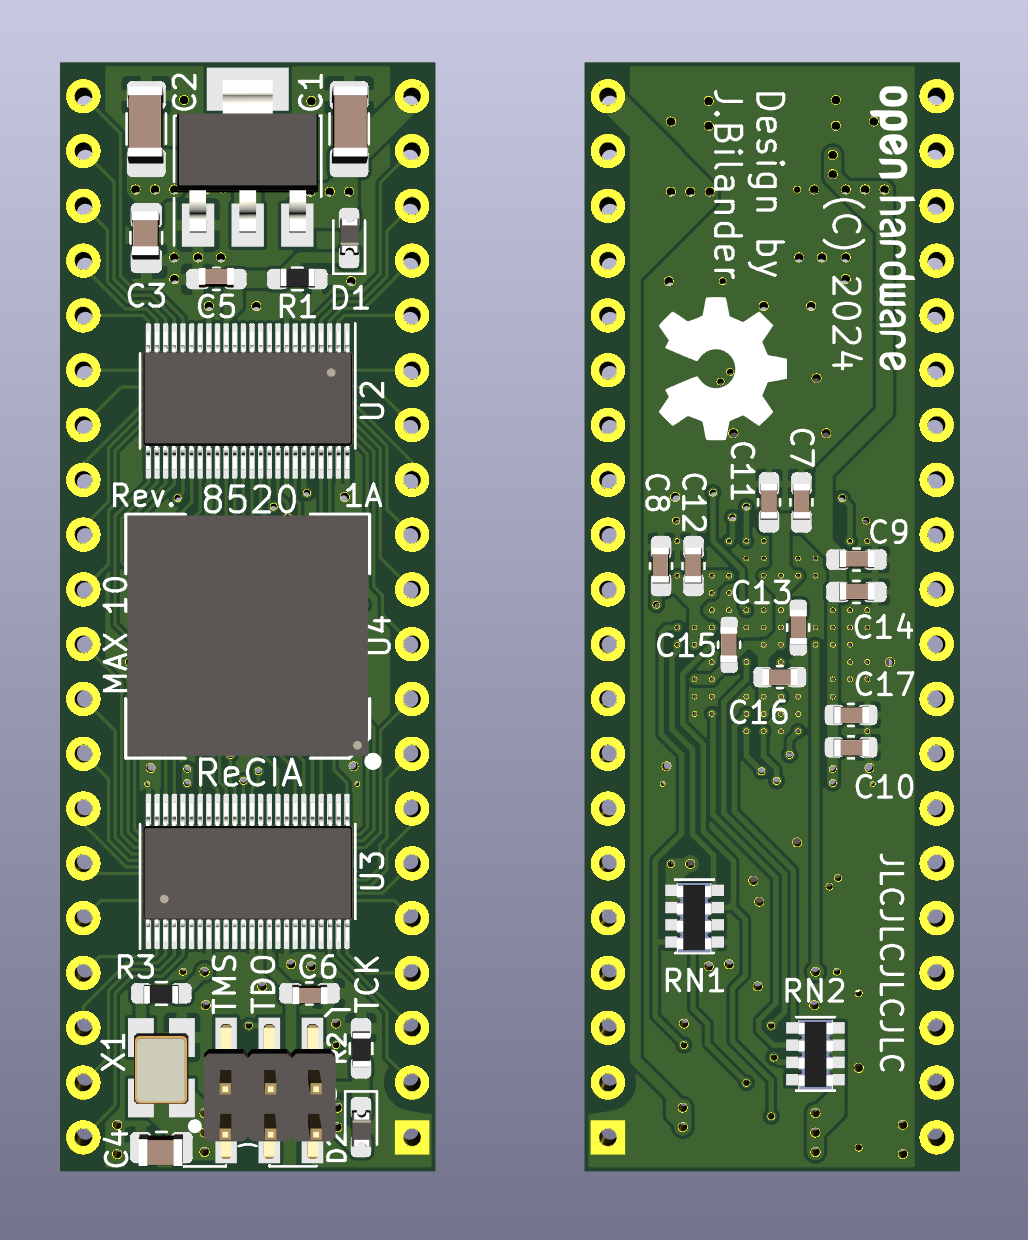 C2
C1
C3
C5
R1
D1
U2
Rev.
8520
1A
MAX 10
U4
ReCIA
U3
R3
TMS
TDO
C6
TCK
X1
R2
C4
D2
Design by
J.Bilander
(C) 2024
open hardware
C8
C12
C11
C7
C9
C13
C14
C15
C17
C16
C10
RN1
RN2
JLCJLCJLCJLC